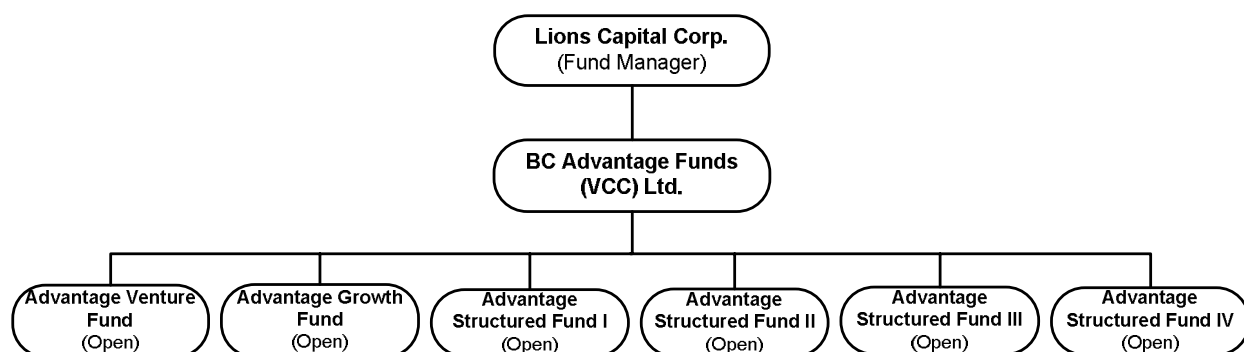 Lions Capital Corp.
(Fund Manager)
BC Advantage Funds
(VCC) Ltd.
Advantage Venture
Fund
(Open)
Advantage Growth
Fund
(Open)
Advantage
Structured Fund I
(Open)
Advantage
Structured Fund II
(Open)
Advantage
Structured Fund III
(Open)
Advantage
Structured Fund IV
(Open)